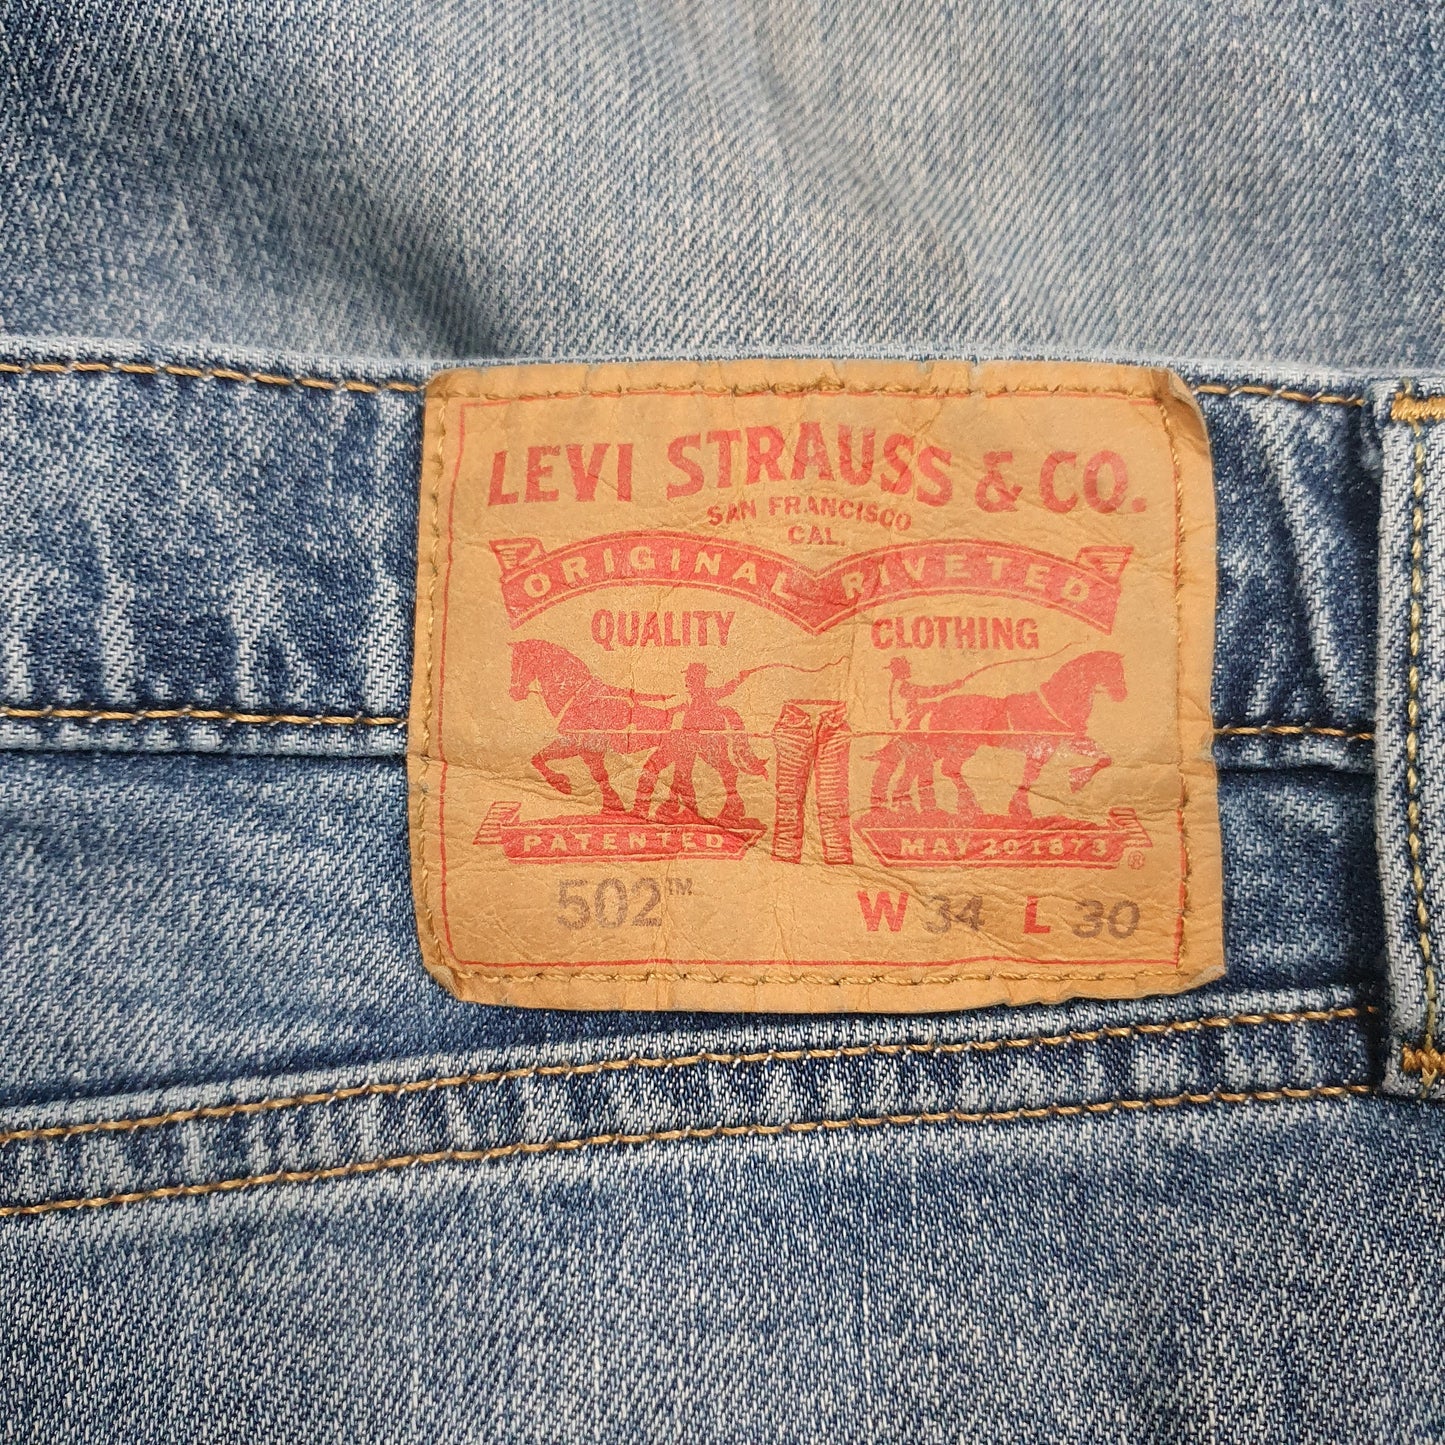 LEVI STRAUSS & CO.
SAN FRANCISCO
CAL.
ORIGINAL RIVETED
QUALITY CLOTHING
PATENTED MAY 20 1873 ®
502™ W 34 L 30